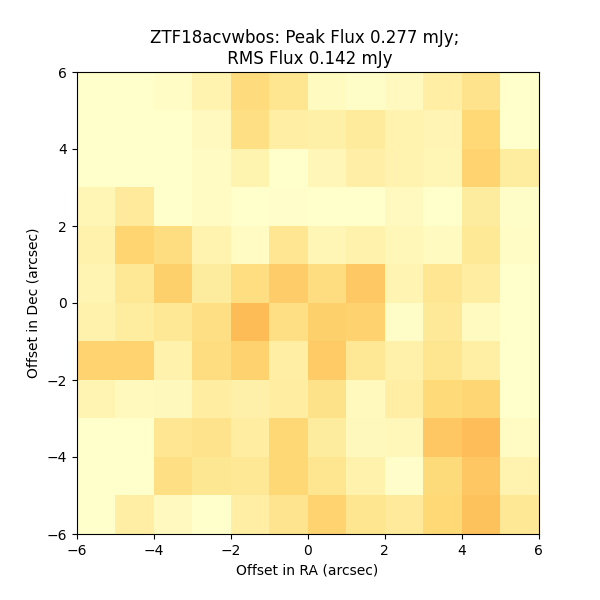 ZTF18acvwbos: Peak Flux 0.277 mJy;
RMS Flux 0.142 mJy
6
4
2
0
−2
−4
−6
Offset in Dec (arcsec)
−6 −4 −2 0 2 4 6
Offset in RA (arcsec)